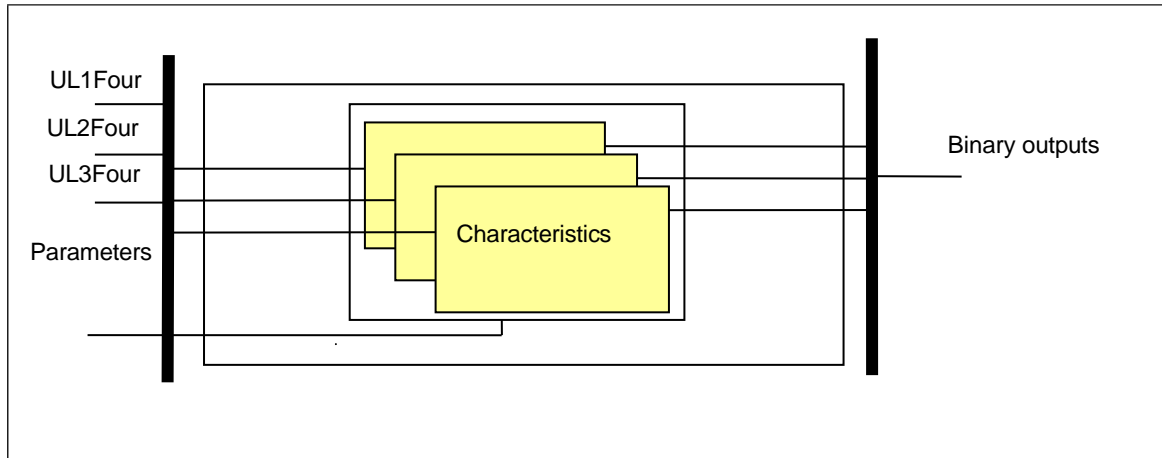 UL1Four
UL2Four
UL3Four
Parameters
Characteristics
Binary outputs